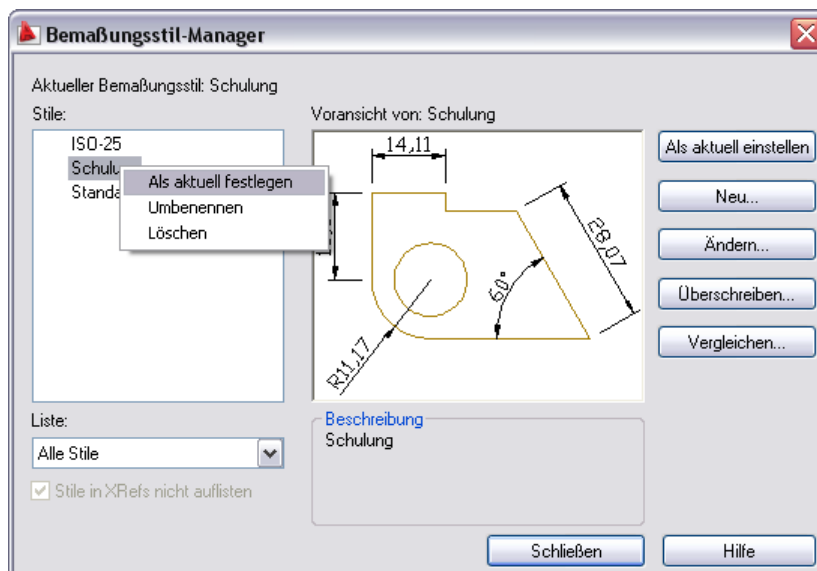 Bemaßungsstil-Manager
Aktueller Bemaßungsstil: Schulung
Stile:
ISO-25
Als aktuell festlegen
Umbenennen
Löschen
Voransicht von: Schulung
14,11
28,07
60°
R11,17
Als aktuell einstellen
Neu...
Ändern...
Überschreiben...
Vergleichen...
Liste:
Alle Stile
Stile in XRefs nicht auflisten
Beschreibung
Schulung
Schließen
Hilfe